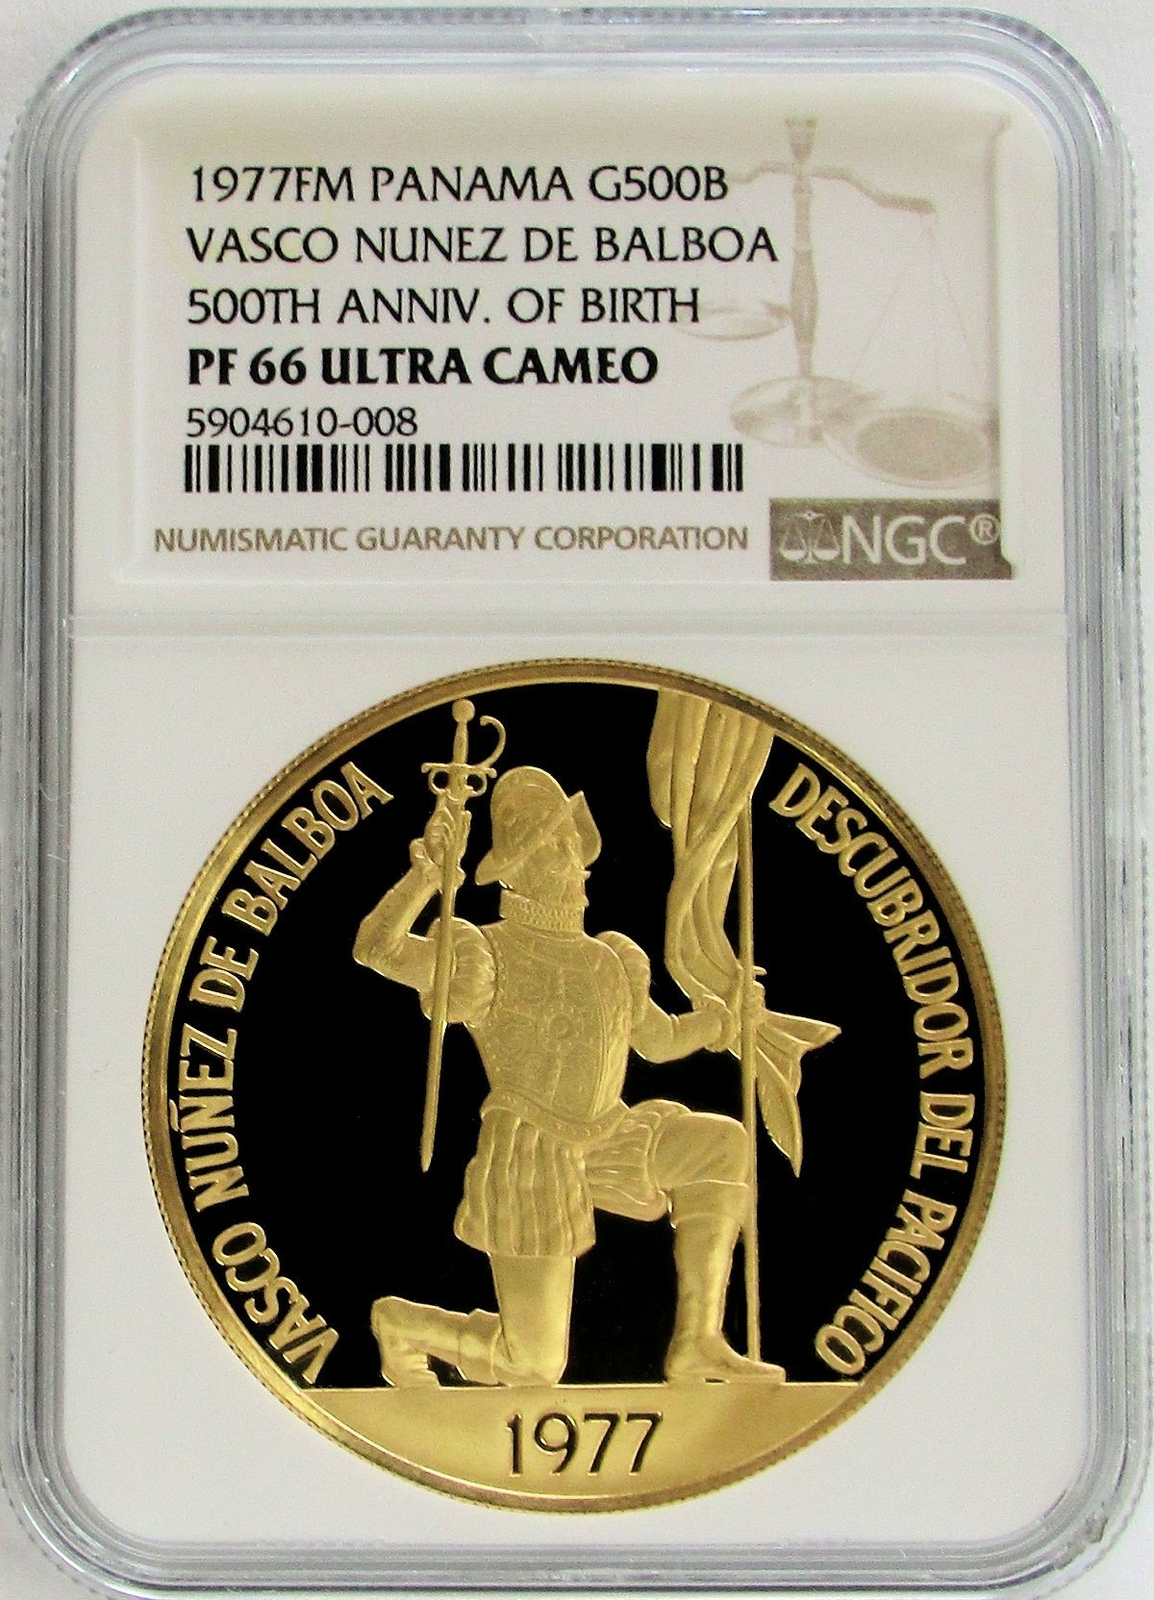 1977FM PANAMA G500B
VASCO NUNEZ DE BALBOA
500TH ANNIV. OF BIRTH
PF 66 ULTRA CAMEO
5904610-008
NUMISMATIC GUARANTY CORPORATION
NGC®
VASCO NUÑEZ DE BALBOA
DESCUBRIDOR DEL PACIFICO
1977